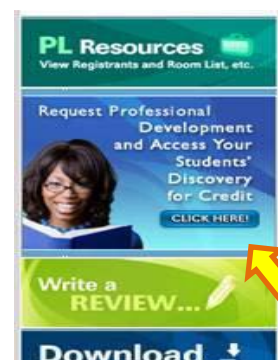 PL Resources
View Registrants and Room List, etc.
Request Professional
Development
and Access Your
Students'
Discovery
for Credit
CLICK HERE!
Write a
REVIEW...
Download